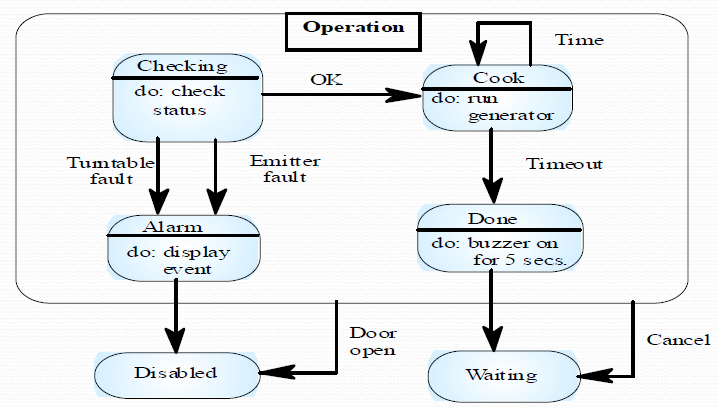 Operation
Time
Checking
do: check
status
OK
Cook
do: run
generator
Turntable
fault
Emitter
fault
Timeout
Alarm
do: display
event
Done
do: buzzer on
for 5 secs.
Door
open
Cancel
Disabled
Waiting